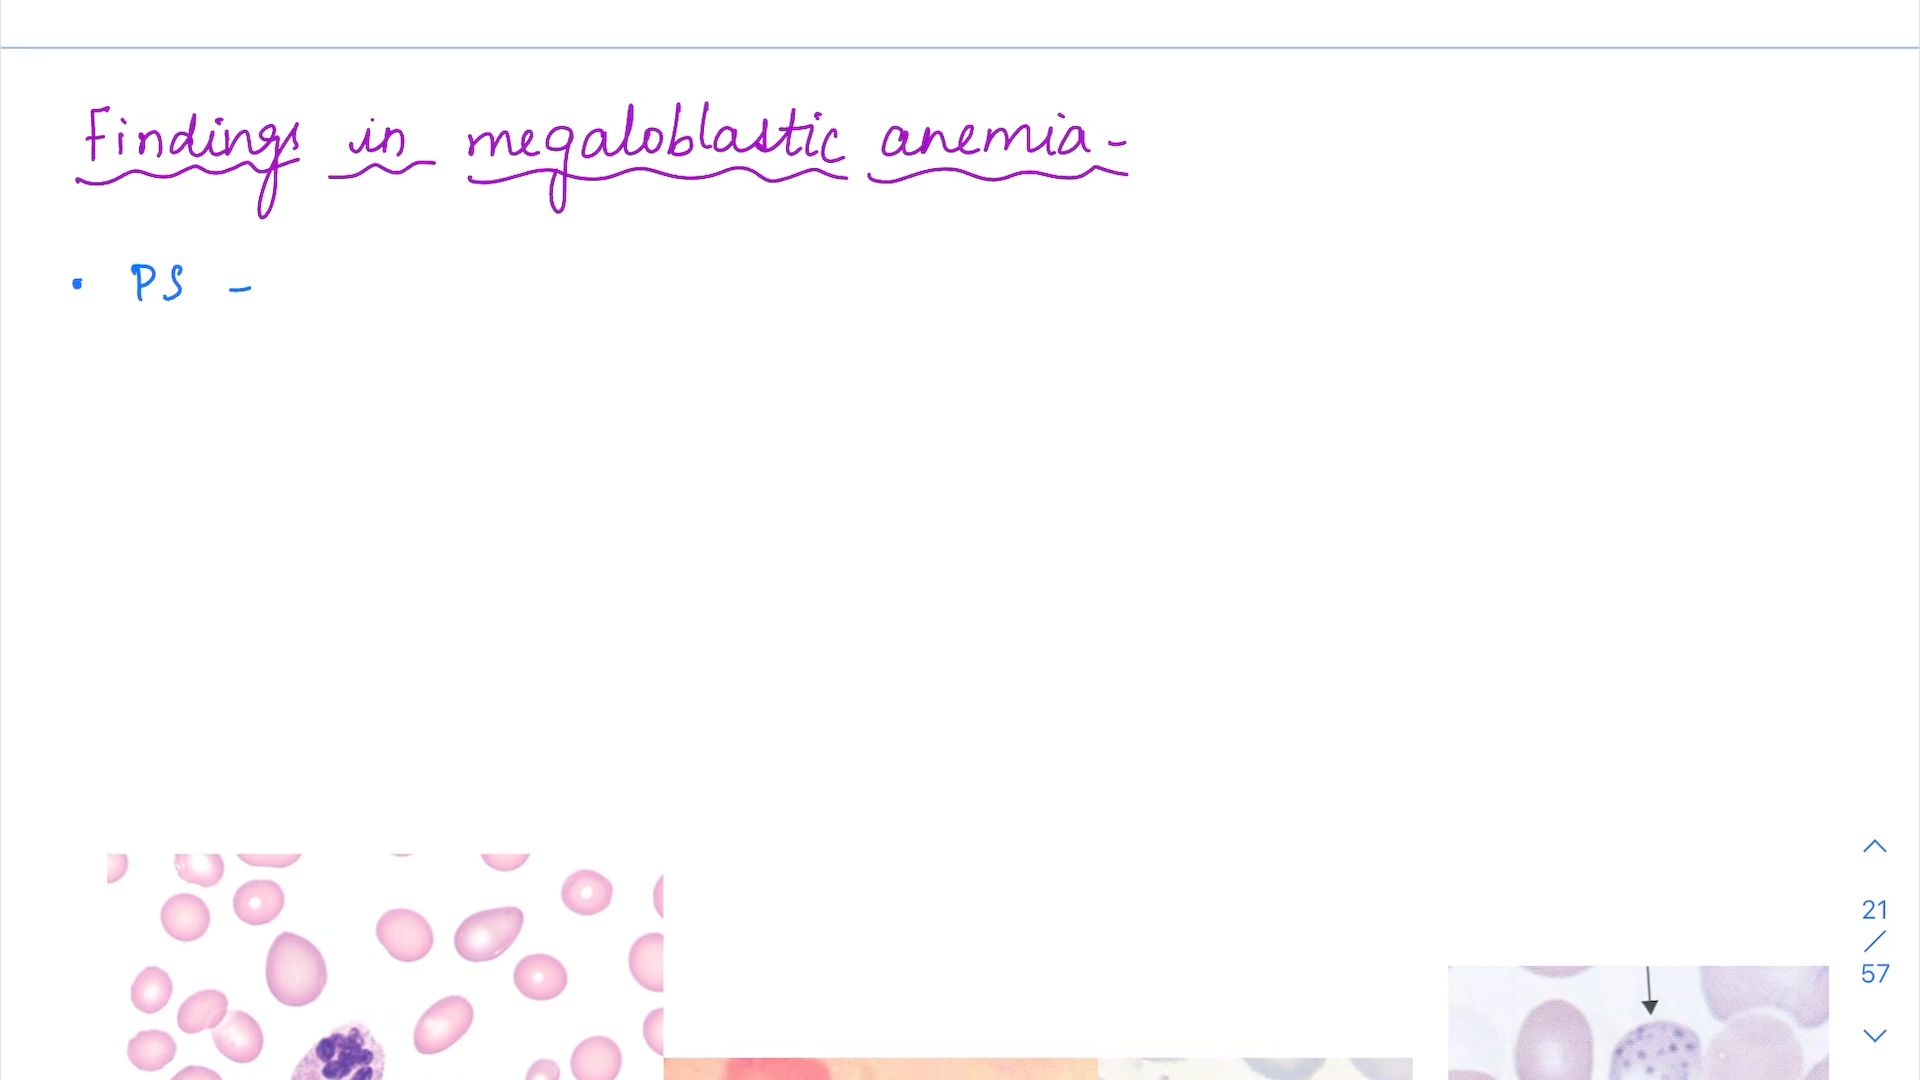 Findings in megaloblastic anemia -
• PS -
21
/
57